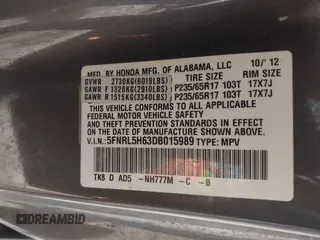 MFD. BY HONDA MFG. OF ALABAMA, LLC 10/'12
GVWR 2730KG(6019LBS) TIRE SIZE RIM SIZE
GAWR F 1320KG(2910LBS) P235/65R17 103T 17X7J
GAWR R 1515KG(3340LBS) P235/65R17 103T 17X7J
THIS VEHICLE CONFORMS TO ALL APPLICABLE
FEDERAL MOTOR VEHICLE SAFETY, BUMPER,
AND THEFT PREVENTION STANDARDS IN EFFECT ON
THE DATE OF MANUFACTURE SHOWN ABOVE.
V.I.N.: 5FNRL5H63DB015989 TYPE: MPV
TK8 D AD5 -NH777M -C -B
DREAMBID